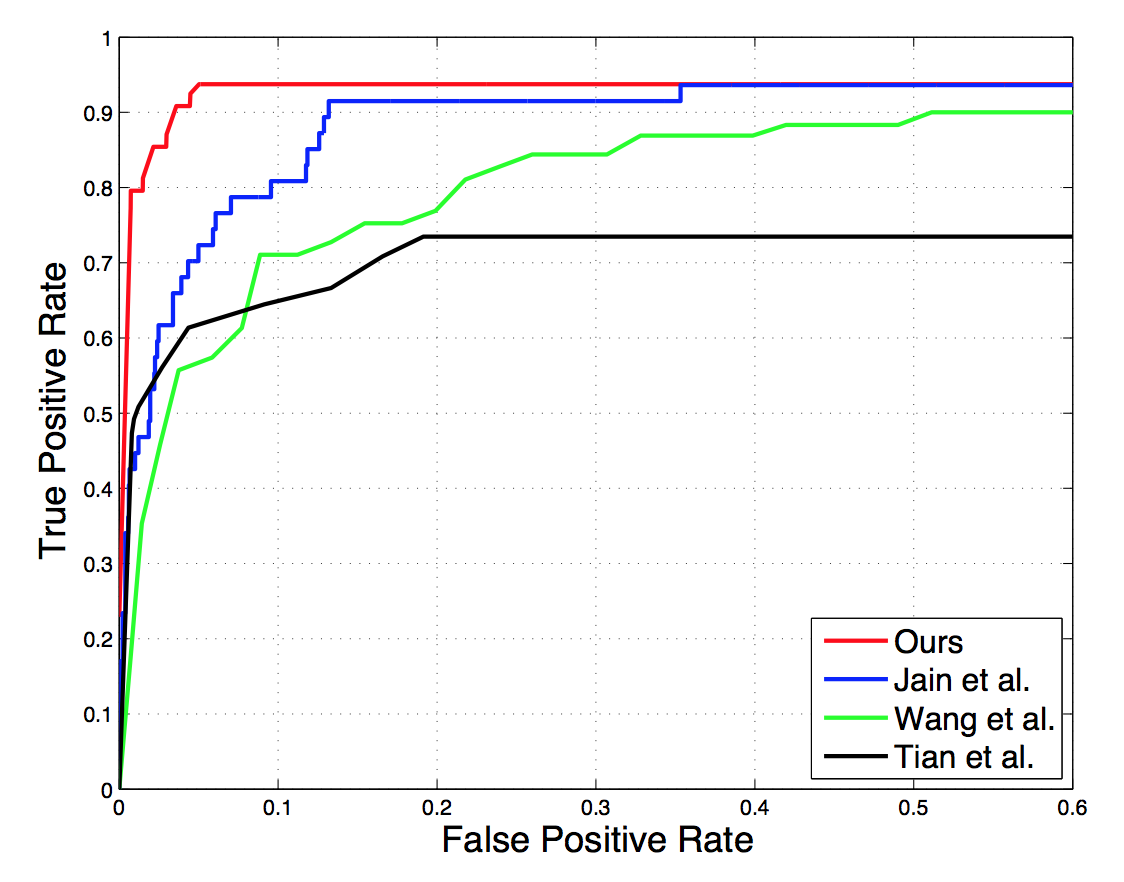 1
0.9
0.8
0.7
0.6
0.5
0.4
0.3
0.2
0.1
0
True Positive Rate
0 0.1 0.2 0.3 0.4 0.5 0.6
False Positive Rate
Ours
Jain et al.
Wang et al.
Tian et al.